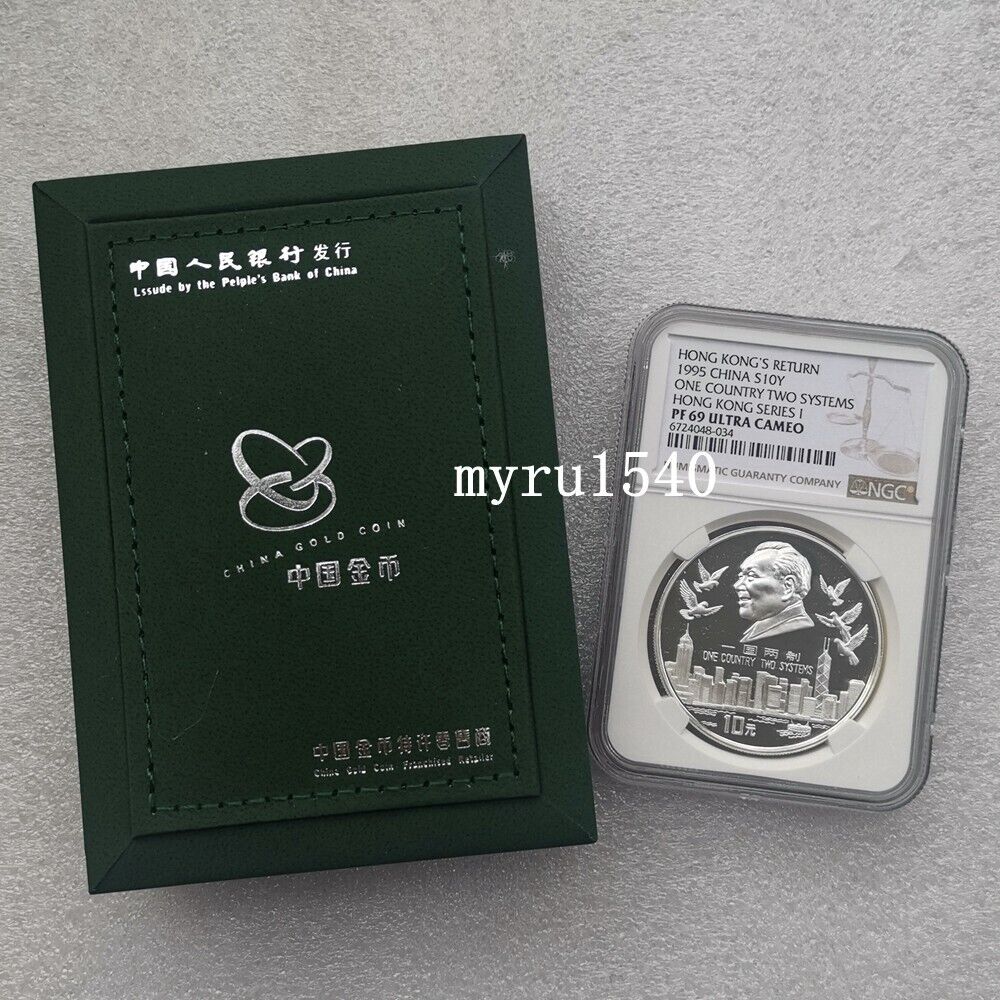 中国人民银行发行
Lssude by the Pelple's Bank of China
CHINA GOLD COIN
中国金币
中国金币特许零售商
China Gold Coin Franchised Retailer
myru1540
HONG KONG'S RETURN
1995 CHINA S10Y
ONE COUNTRY TWO SYSTEMS
HONG KONG SERIES I
PF 69 ULTRA CAMEO
6724048-034
NUMISMATIC GUARANTY COMPANY
NGC
一国两制
ONE COUNTRY TWO SYSTEMS
10元